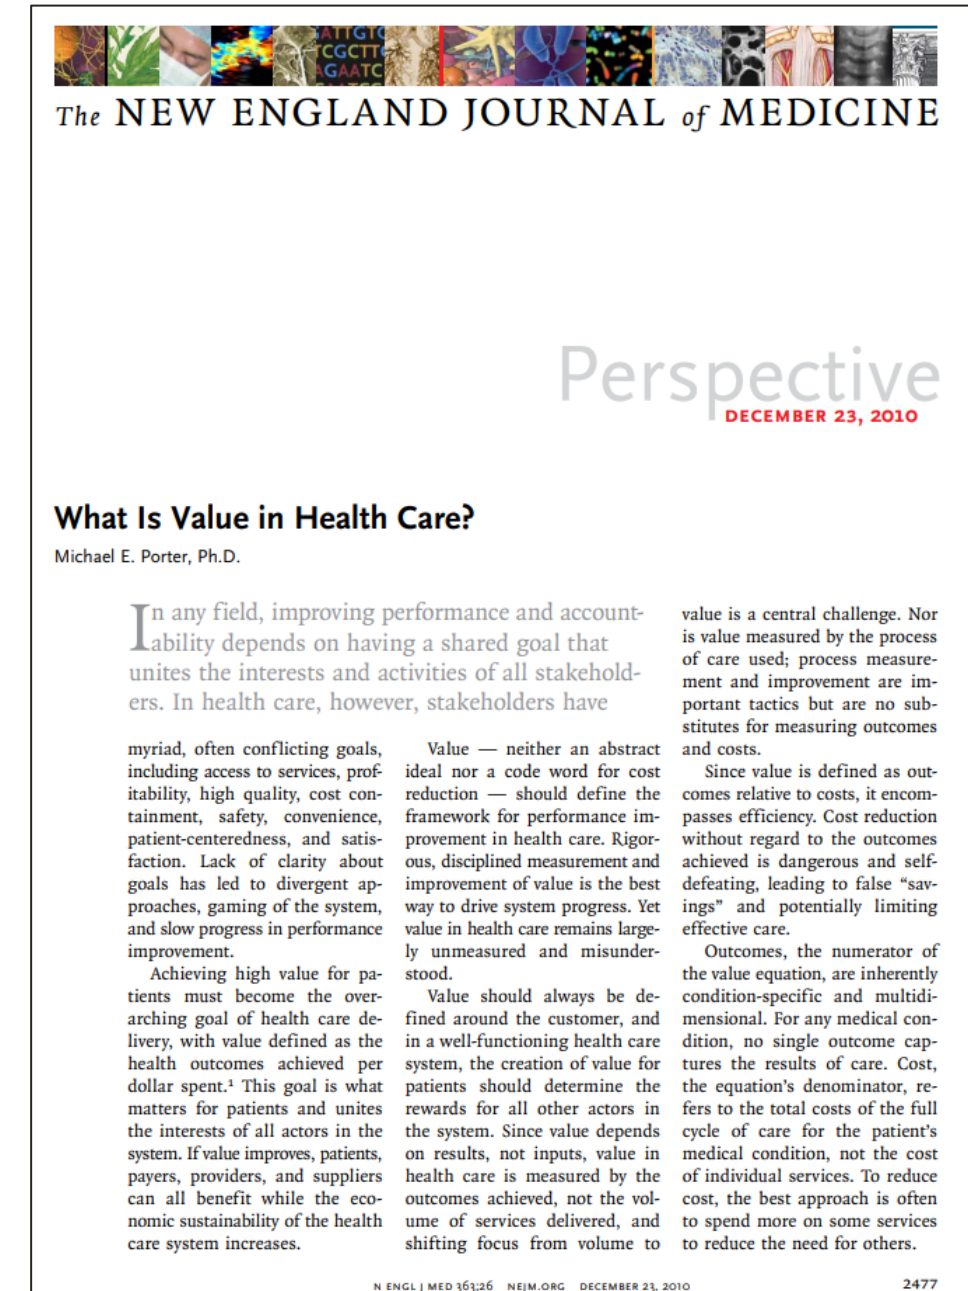 ATTGTC
TCGCTT
AGAATC
The NEW ENGLAND JOURNAL of MEDICINE
Perspective
DECEMBER 23, 2010
What Is Value in Health Care?
Michael E. Porter, Ph.D.
In any field, improving performance and account-
ability depends on having a shared goal that
unites the interests and activities of all stakehold-
ers. In health care, however, stakeholders have
myriad, often conflicting goals,
including access to services, prof-
itability, high quality, cost con-
tainment, safety, convenience,
patient-centeredness, and satis-
faction. Lack of clarity about
goals has led to divergent ap-
proaches, gaming of the system,
and slow progress in performance
improvement.
Achieving high value for pa-
tients must become the over-
arching goal of health care de-
livery, with value defined as the
health outcomes achieved per
dollar spent.¹ This goal is what
matters for patients and unites
the interests of all actors in the
system. If value improves, patients,
payers, providers, and suppliers
can all benefit while the eco-
nomic sustainability of the health
care system increases.
Value — neither an abstract
ideal nor a code word for cost
reduction — should define the
framework for performance im-
provement in health care. Rigor-
ous, disciplined measurement and
improvement of value is the best
way to drive system progress. Yet
value in health care remains large-
ly unmeasured and misunder-
stood.
Value should always be de-
fined around the customer, and
in a well-functioning health care
system, the creation of value for
patients should determine the
rewards for all other actors in
the system. Since value depends
on results, not inputs, value in
health care is measured by the
outcomes achieved, not the vol-
ume of services delivered, and
shifting focus from volume to
value is a central challenge. Nor
is value measured by the process
of care used; process measure-
ment and improvement are im-
portant tactics but are no sub-
stitutes for measuring outcomes
and costs.
Since value is defined as out-
comes relative to costs, it encom-
passes efficiency. Cost reduction
without regard to the outcomes
achieved is dangerous and self-
defeating, leading to false “sav-
ings” and potentially limiting
effective care.
Outcomes, the numerator of
the value equation, are inherently
condition-specific and multidi-
mensional. For any medical con-
dition, no single outcome cap-
tures the results of care. Cost,
the equation’s denominator, re-
fers to the total costs of the full
cycle of care for the patient’s
medical condition, not the cost
of individual services. To reduce
cost, the best approach is often
to spend more on some services
to reduce the need for others.
N ENGL J MED 363;26 NEJM.ORG DECEMBER 23, 2010
2477